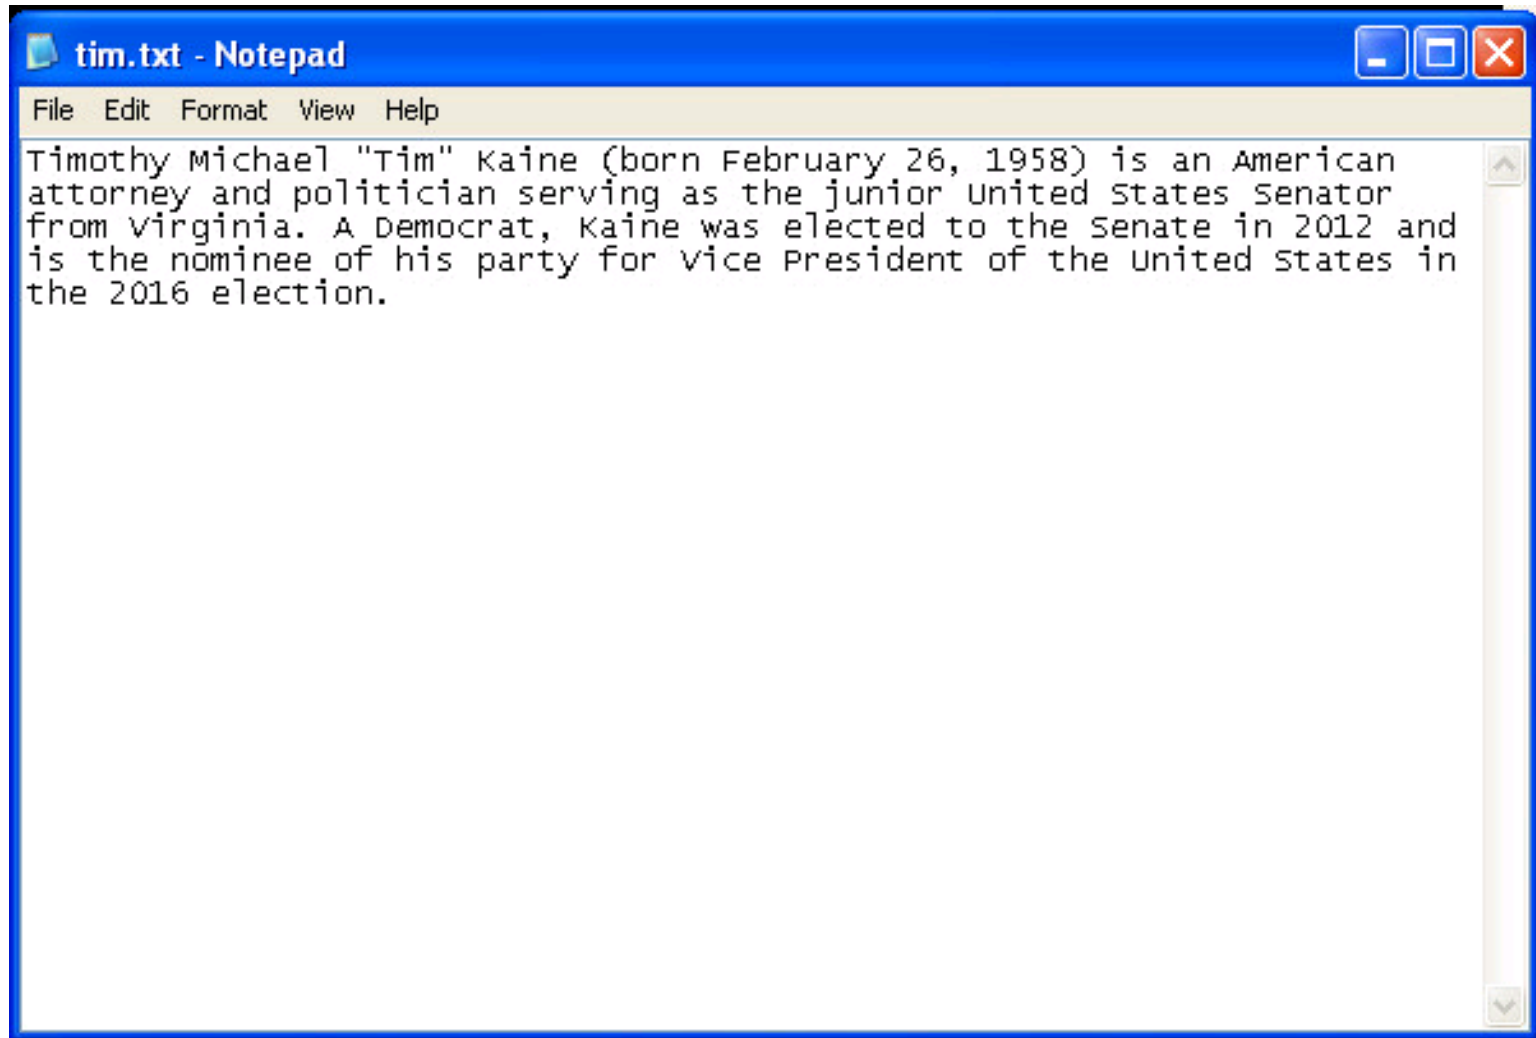 tim.txt - Notepad
File Edit Format View Help
Timothy Michael "Tim" Kaine (born February 26, 1958) is an American
attorney and politician serving as the junior United States Senator
from Virginia. A Democrat, Kaine was elected to the Senate in 2012 and
is the nominee of his party for Vice President of the United States in
the 2016 election.